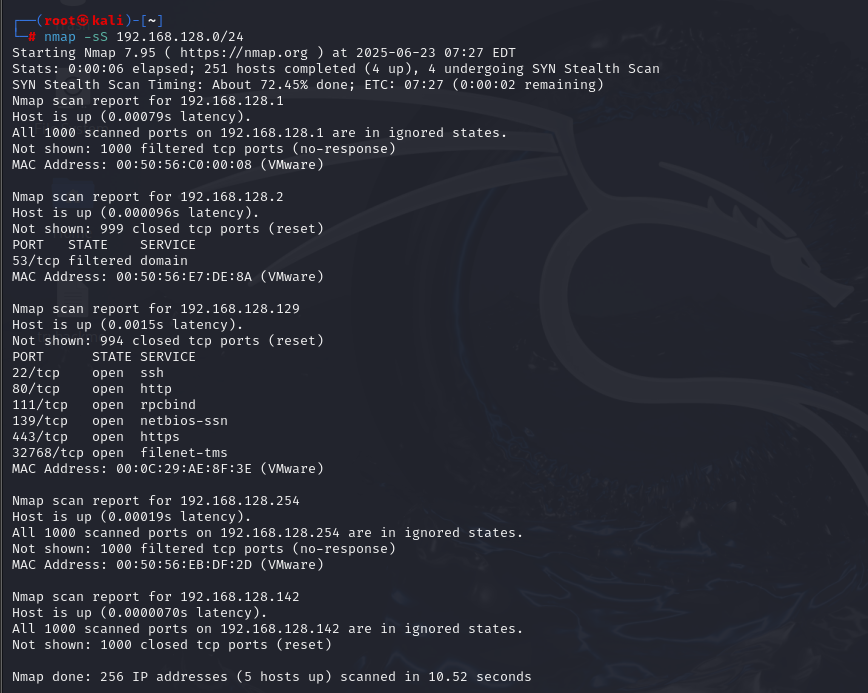 ┌──(root㉿kali)-[~]
└─# nmap -sS 192.168.128.0/24
Starting Nmap 7.95 ( https://nmap.org ) at 2025-06-23 07:27 EDT
Stats: 0:00:06 elapsed; 251 hosts completed (4 up), 4 undergoing SYN Stealth Scan
SYN Stealth Scan Timing: About 72.45% done; ETC: 07:27 (0:00:02 remaining)
Nmap scan report for 192.168.128.1
Host is up (0.00079s latency).
All 1000 scanned ports on 192.168.128.1 are in ignored states.
Not shown: 1000 filtered tcp ports (no-response)
MAC Address: 00:50:56:C0:00:08 (VMware)

Nmap scan report for 192.168.128.2
Host is up (0.000096s latency).
Not shown: 999 closed tcp ports (reset)
PORT   STATE    SERVICE
53/tcp filtered domain
MAC Address: 00:50:56:E7:DE:8A (VMware)

Nmap scan report for 192.168.128.129
Host is up (0.0015s latency).
Not shown: 994 closed tcp ports (reset)
PORT      STATE SERVICE
22/tcp    open  ssh
80/tcp    open  http
111/tcp   open  rpcbind
139/tcp   open  netbios-ssn
443/tcp   open  https
32768/tcp open  filenet-tms
MAC Address: 00:0C:29:AE:8F:3E (VMware)

Nmap scan report for 192.168.128.254
Host is up (0.00019s latency).
All 1000 scanned ports on 192.168.128.254 are in ignored states.
Not shown: 1000 filtered tcp ports (no-response)
MAC Address: 00:50:56:EB:DF:2D (VMware)

Nmap scan report for 192.168.128.142
Host is up (0.0000070s latency).
All 1000 scanned ports on 192.168.128.142 are in ignored states.
Not shown: 1000 closed tcp ports (reset)

Nmap done: 256 IP addresses (5 hosts up) scanned in 10.52 seconds